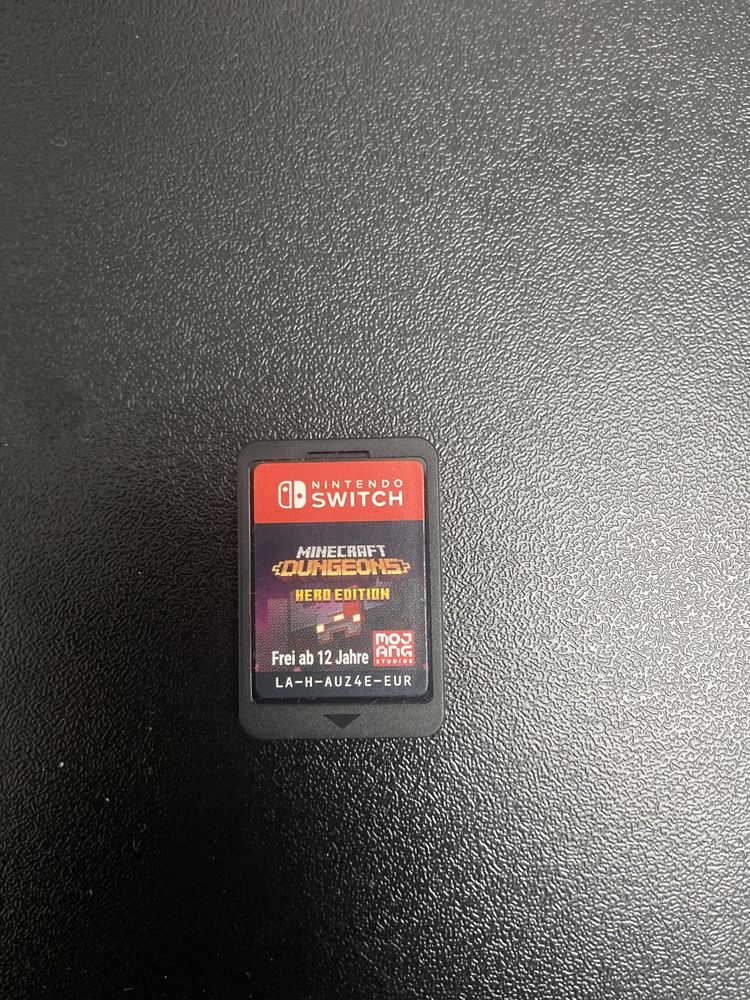 NINTENDO
SWITCH
MINECRAFT
DUNGEONS
HERO EDITION
Frei ab 12 Jahre
MOJ
ANG
STUDIOS
LA-H-AUZ4E-EUR